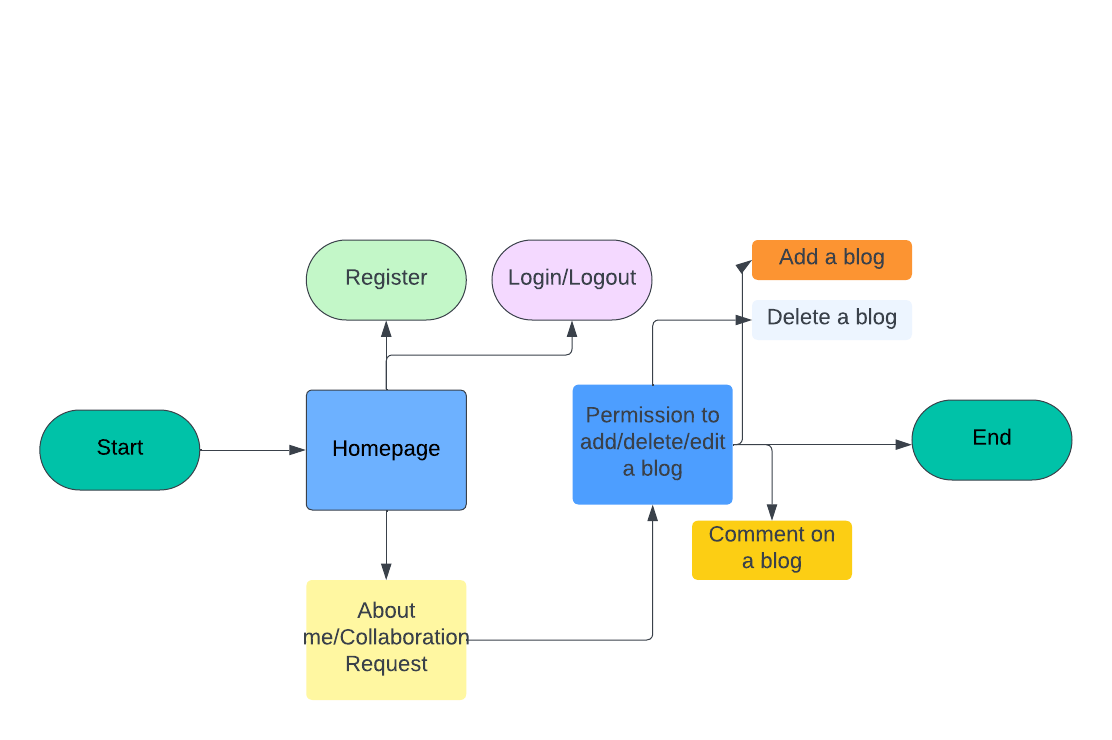 Register
Login/Logout
Add a blog
Delete a blog
Start
Homepage
Permission to
add/delete/edit
a blog
End
Comment on
a blog
About
me/Collaboration
Request